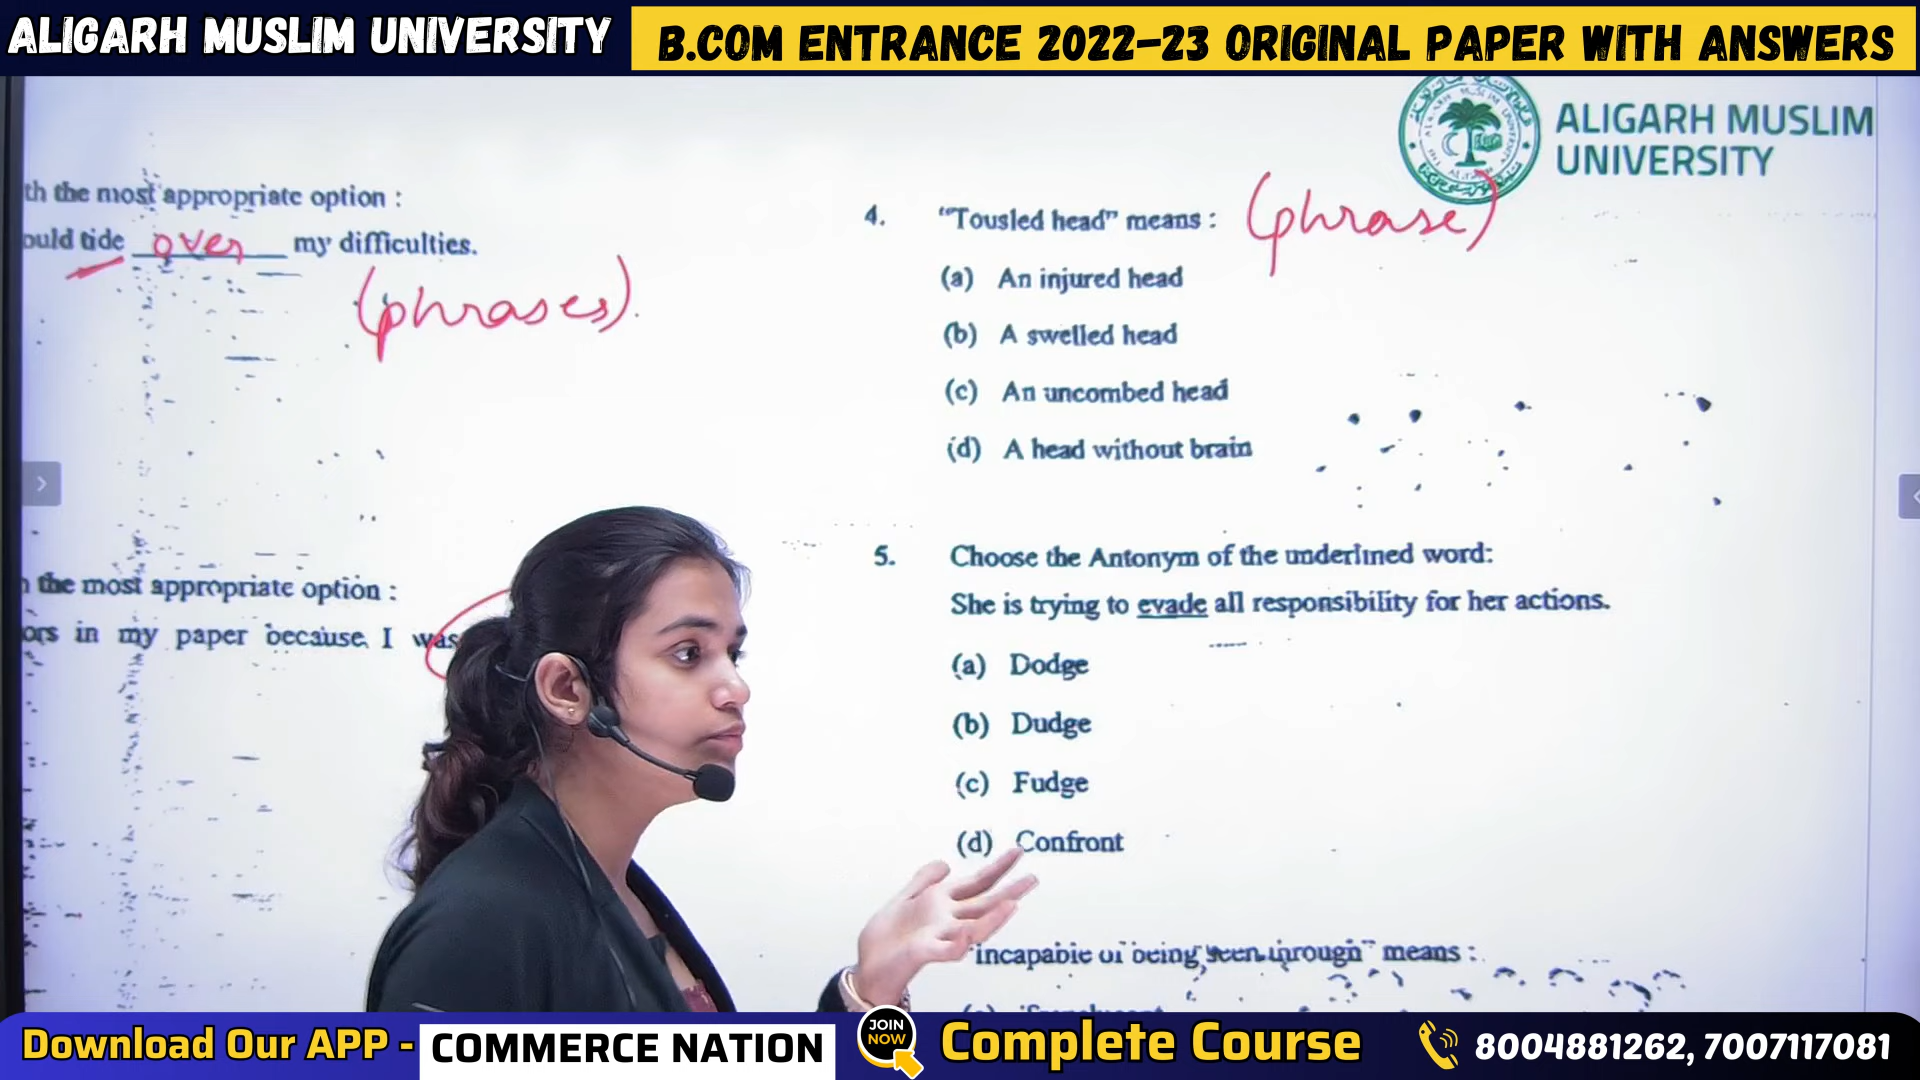 ALIGARH MUSLIM UNIVERSITY
B.COM ENTRANCE 2022-23 ORIGINAL PAPER WITH ANSWERS
ALIGARH MUSLIM
UNIVERSITY
th the most appropriate option :
ould tide over my difficulties.
(phrases).
the most appropriate option :
ors in my paper because I was
4. "Tousled head" means : (phrase)
(a) An injured head
(b) A swelled head
(c) An uncombed head
(d) A head without brain
5. Choose the Antonym of the underlined word:
She is trying to evade all responsibility for her actions.
(a) Dodge
(b) Dudge
(c) Fudge
(d) Confront
"incapable of being seen through" means :
Download Our APP - COMMERCE NATION
JOIN
NOW
Complete Course
8004881262, 7007117081